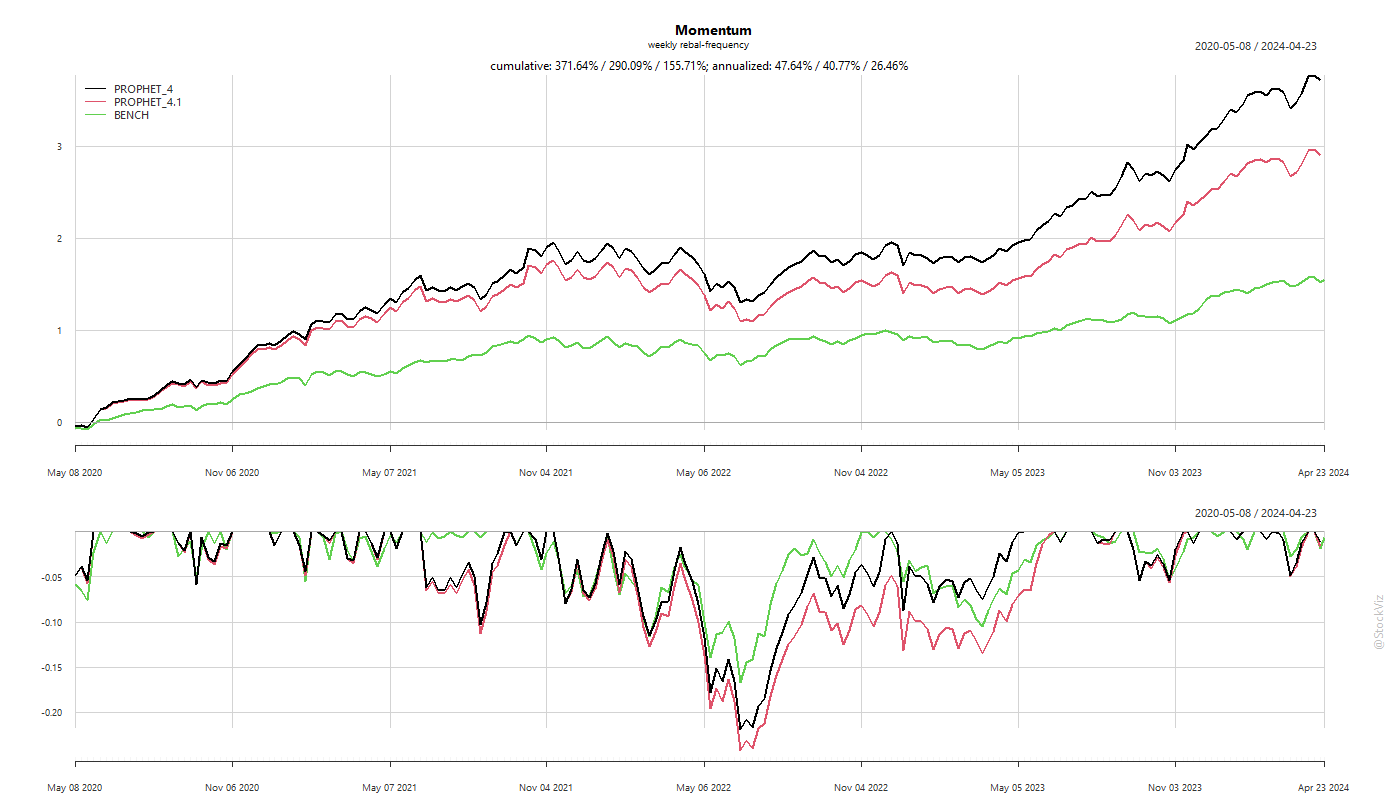 Momentum
weekly rebal-frequency
2020-05-08 / 2024-04-23
cumulative: 371.64% / 290.09% / 155.71%; annualized: 47.64% / 40.77% / 26.46%
PROPHET_4
PROPHET_4.1
BENCH
3
2
1
0
May 08 2020 Nov 06 2020 May 07 2021 Nov 04 2021 May 06 2022 Nov 04 2022 May 05 2023 Nov 03 2023 Apr 23 2024
2020-05-08 / 2024-04-23
-0.05
-0.10
-0.15
-0.20
May 08 2020 Nov 06 2020 May 07 2021 Nov 04 2021 May 06 2022 Nov 04 2022 May 05 2023 Nov 03 2023 Apr 23 2024
@StockViz